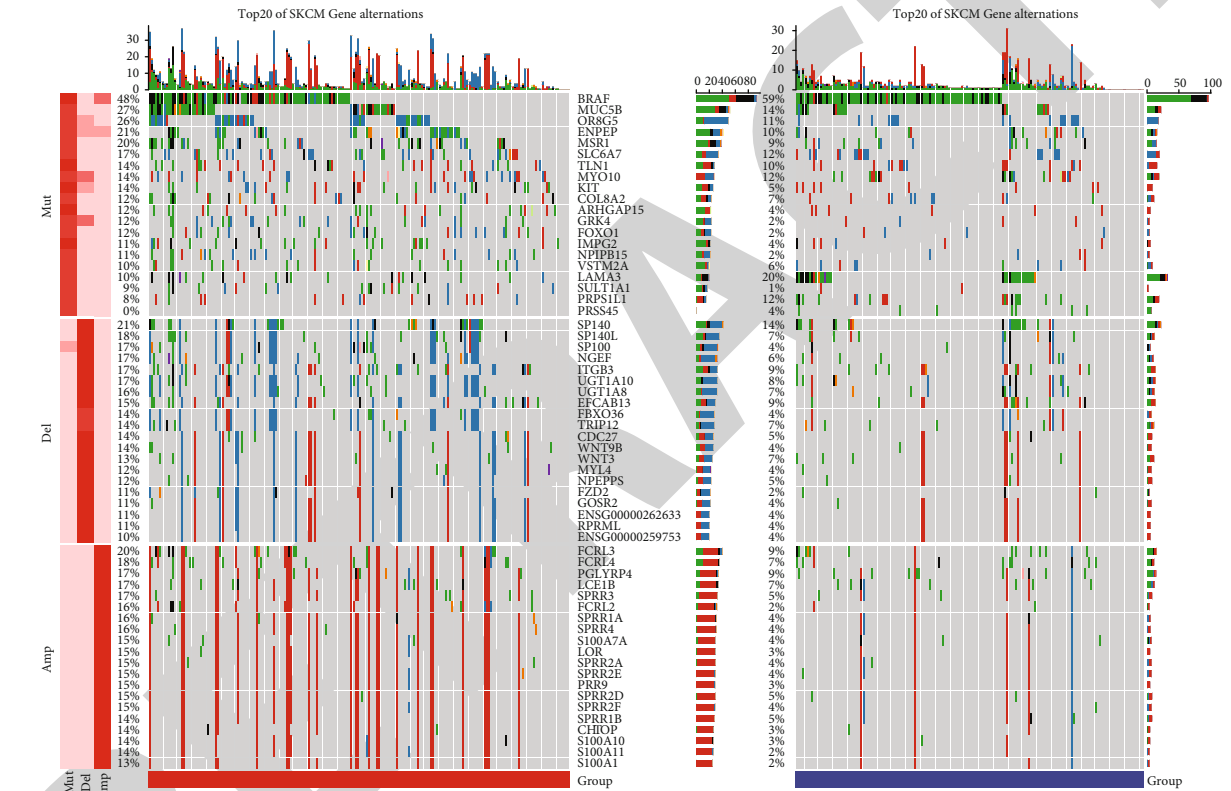 Top20 of SKCM Gene alternations
Top20 of SKCM Gene alternations
30
20
10
0
30
20
10
0
0 20406080
0 50 100
Mut
48% BRAF 59%
27% MUC5B 14%
26% OR8G5 11%
21% ENPEP 10%
20% MSR1 9%
17% SLC6A7 12%
14% TLN1 10%
14% MYO10 12%
14% KIT 5%
12% COL8A2 7%
12% ARHGAP15 4%
12% GRK4 2%
12% FOXO1 2%
11% IMPG2 4%
11% NPIPB15 2%
10% VSTM2A 6%
10% LAMA3 20%
9% SULT1A1 1%
8% PRPS1L1 12%
0% PRSS45 4%
Del
21% SP140 14%
18% SP140L 7%
17% SP100 4%
17% NGEF 6%
17% ITGB3 9%
17% UGT1A10 8%
16% UGT1A8 7%
15% EFCAB13 9%
14% FBXO36 4%
14% TRIP12 7%
14% CDC27 5%
14% WNT9B 4%
13% WNT3 7%
12% MYL4 4%
12% NPEPPS 5%
11% FZD2 2%
11% GOSR2 4%
11% ENSG00000262633 4%
11% RPRML 4%
10% ENSG00000259753 4%
Amp
20% FCRL3 9%
18% FCRL4 7%
17% PGLYRP4 9%
17% LCE1B 7%
17% SPRR3 5%
16% FCRL2 2%
16% SPRR1A 4%
16% SPRR4 4%
15% S100A7A 4%
15% LOR 3%
15% SPRR2A 4%
15% SPRR2E 4%
15% PRR9 3%
15% SPRR2D 5%
15% SPRR2F 4%
14% SPRR1B 5%
14% CHTOP 3%
14% S100A10 3%
14% S100A11 2%
13% S100A1 2%
Mut Del mp
Group
Group